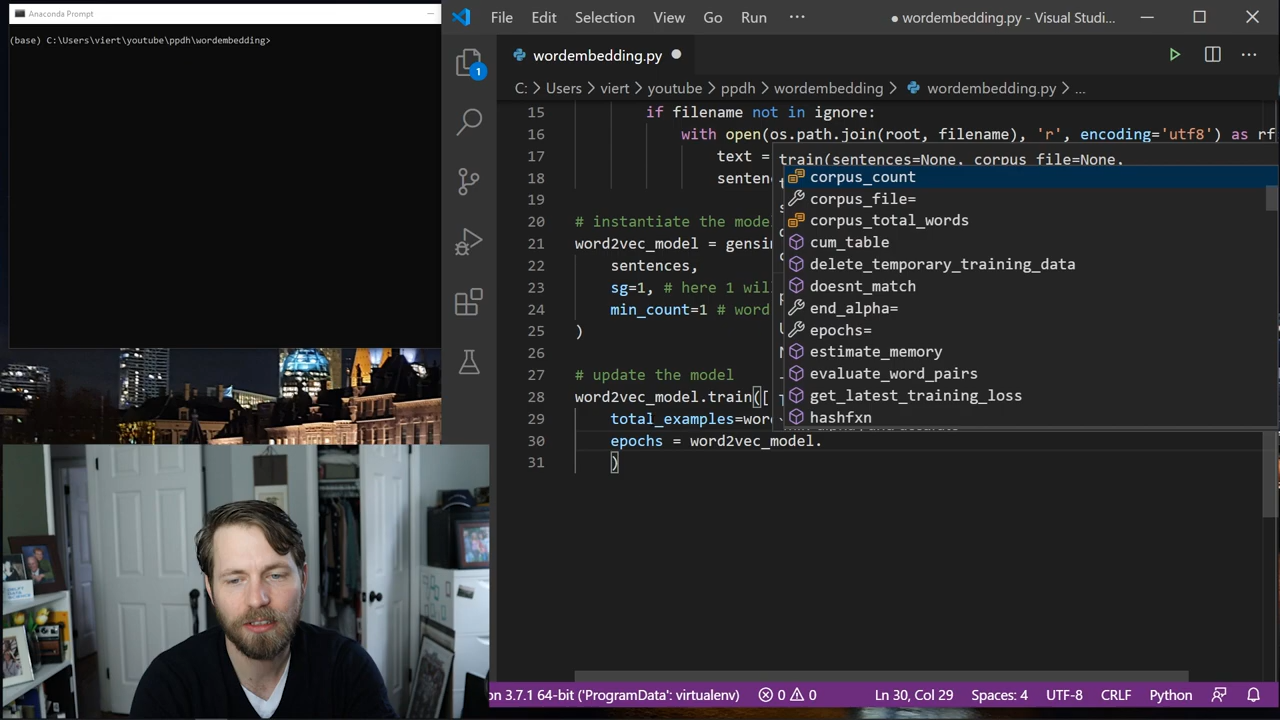 Anaconda Prompt
(base) C:\Users\viert\youtube\ppdh\wordembedding>
File Edit Selection View Go Run ··· ● wordembedding.py - Visual Studi...
wordembedding.py ●
C: > Users > viert > youtube > ppdh > wordembedding > wordembedding.py > ...
1
15 if filename not in ignore:
16 with open(os.path.join(root, filename), 'r', encoding='utf8') as rf
17 text =
train(sentences=None, corpus_file=None,
18 sentenc
corpus_count
19
corpus_file=
20 # instantiate the mode
corpus_total_words
21 word2vec_model = gensim
cum_table
22 sentences,
delete_temporary_training_data
23 sg=1, # here 1 wil
doesnt_match
24 min_count=1 # word
end_alpha=
25 )
epochs=
26
estimate_memory
27 # update the model
evaluate_word_pairs
28 word2vec_model.train([
get_latest_training_loss
29 total_examples=word
hashfxn
30 epochs = word2vec_model.
31 )
on 3.7.1 64-bit ('ProgramData': virtualenv) 0 0 Ln 30, Col 29 Spaces: 4 UTF-8 CRLF Python